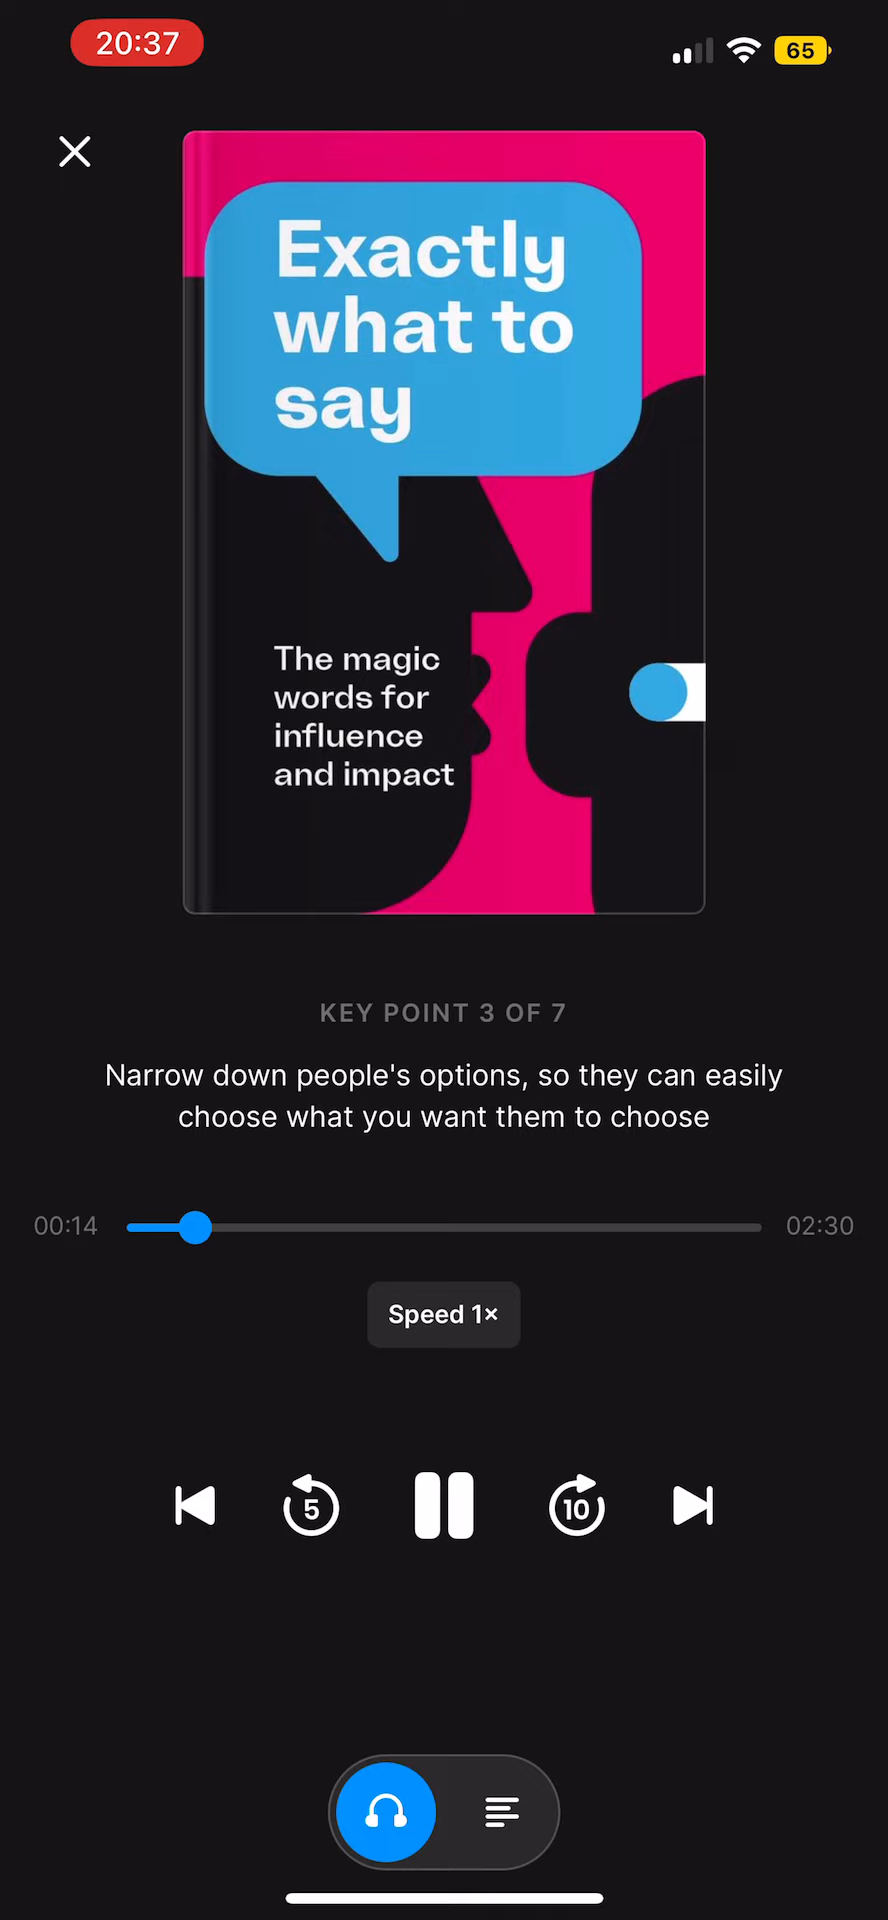 20:37
65
Exactly
what to
say
The magic
words for
influence
and impact
KEY POINT 3 OF 7
Narrow down people's options, so they can easily
choose what you want them to choose
00:14
02:30
Speed 1×
5
10